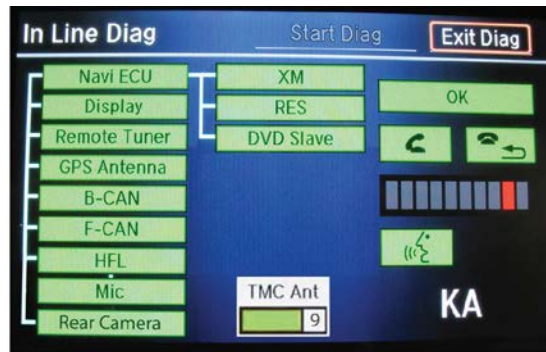 In Line Diag
Start Diag
Exit Diag
Navi ECU
XM
OK
Display
RES
Remote Tuner
DVD Slave
GPS Antenna
B-CAN
F-CAN
HFL
Mic
Rear Camera
TMC Ant
9
KA